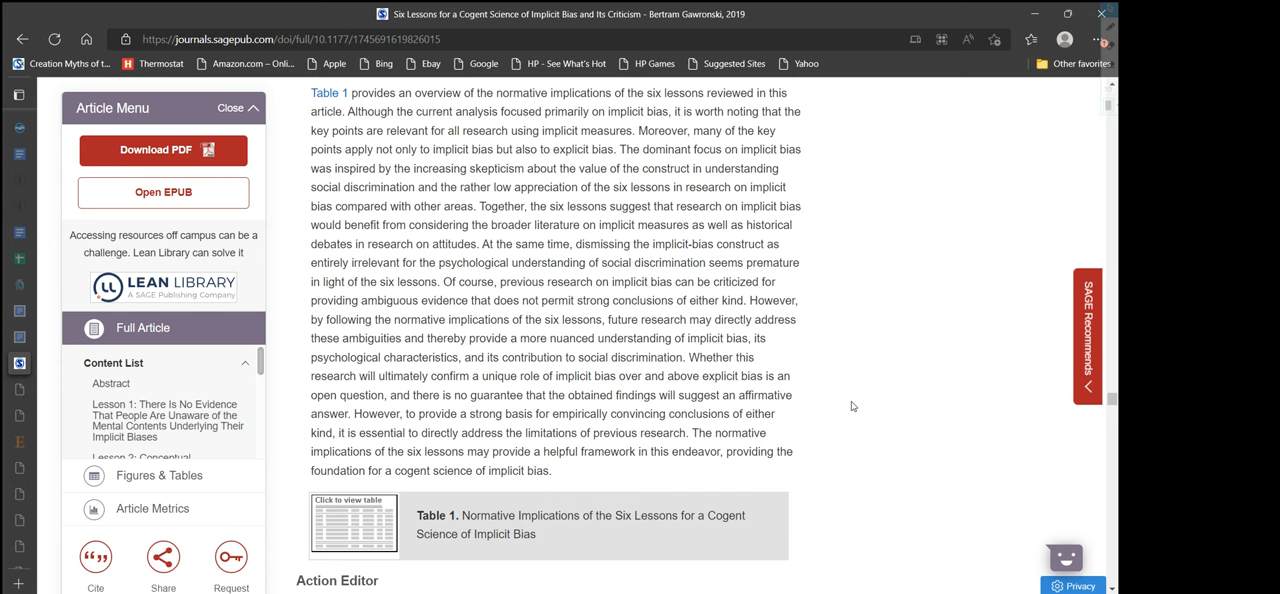 Six Lessons for a Cogent Science of Implicit Bias and Its Criticism - Bertram Gawronski, 2019
https://journals.sagepub.com/doi/full/10.1177/1745691619826015
Creation Myths of t... Thermostat Amazon.com – Onli... Apple Bing Ebay Google HP - See's What's Hot HP Games Suggested Sites Yahoo Other favorites
Article Menu Close
Download PDF
Open EPUB
Accessing resources off campus can be a
challenge. Lean Library can solve it
LEAN LIBRARY
A SAGE Publishing Company
Full Article
Content List
Abstract
Lesson 1: There Is No Evidence
That People Are Unaware of the
Mental Contents Underlying Their
Implicit Biases
Lesson 2: Conceptual
Figures & Tables
Article Metrics
Cite Share Request
Table 1 provides an overview of the normative implications of the six lessons reviewed in this
article. Although the current analysis focused primarily on implicit bias, it is worth noting that the
key points are relevant for all research using implicit measures. Moreover, many of the key
points apply not only to implicit bias but also to explicit bias. The dominant focus on implicit bias
was inspired by the increasing skepticism about the value of the construct in understanding
social discrimination and the rather low appreciation of the six lessons in research on implicit
bias compared with other areas. Together, the six lessons suggest that research on implicit bias
would benefit from considering the broader literature on implicit measures as well as historical
debates in research on attitudes. At the same time, dismissing the implicit-bias construct as
entirely irrelevant for the psychological understanding of social discrimination seems premature
in light of the six lessons. Of course, previous research on implicit bias can be criticized for
providing ambiguous evidence that does not permit strong conclusions of either kind. However,
by following the normative implications of the six lessons, future research may directly address
these ambiguities and thereby provide a more nuanced understanding of implicit bias, its
psychological characteristics, and its contribution to social discrimination. Whether this
research will ultimately confirm a unique role of implicit bias over and above explicit bias is an
open question, and there is no guarantee that the obtained findings will suggest an affirmative
answer. However, to provide a strong basis for empirically convincing conclusions of either
kind, it is essential to directly address the limitations of previous research. The normative
implications of the six lessons may provide a helpful framework in this endeavor, providing the
foundation for a cogent science of implicit bias.
Click to view table
Table 1. Normative Implications of the Six Lessons for a Cogent
Science of Implicit Bias
Action Editor
SAGE Recommends
Privacy